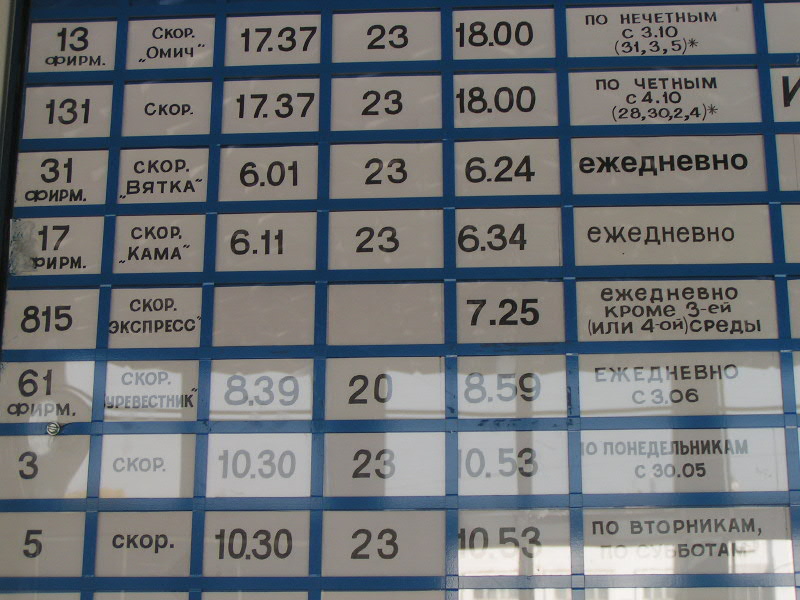 13
фирм.
Скор.
„Омич“
17.37
23
18.00
по нечетным
с 3.10
(31,3,5)*
131
Скор.
17.37
23
18.00
по четным
с 4.10
(28,30,2,4)*
И
31
фирм.
скор.
„Вятка“
6.01
23
6.24
ежедневно
17
фирм.
скор.
„Кама“
6.11
23
6.34
ежедневно
815
скор.
экспресс"
7.25
ежедневно
кроме 3-ей
(или 4-ой) среды
61
фирм.
скор.
уревестник"
8.39
20
8.59
ежедневно
с 3.06
3
скор.
10.30
23
10.53
по понедельникам
с 30.05
5
скор.
10.30
23
10.53
по вторникам,
по субботам